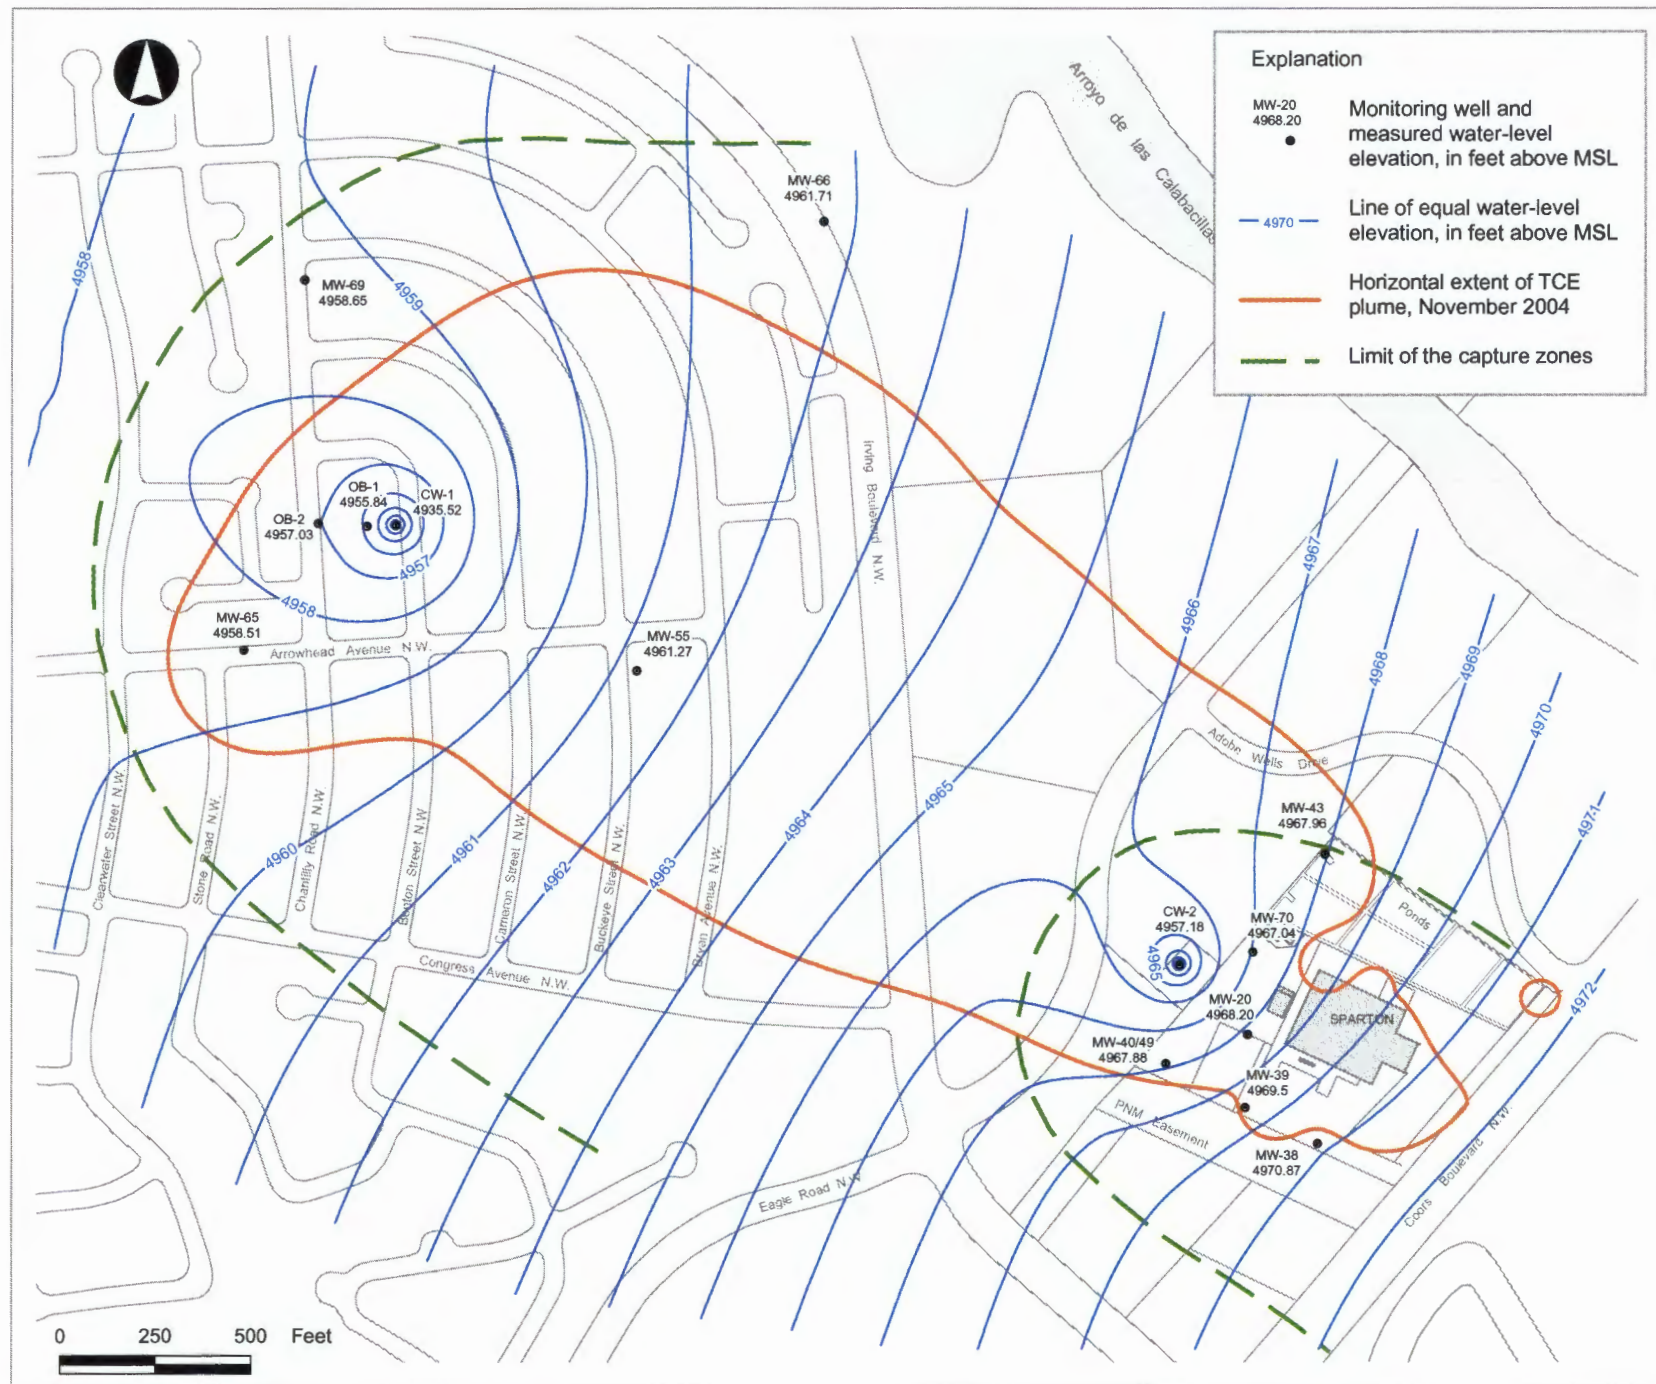 Explanation
MW-20
4968.20
Monitoring well and
measured water-level
elevation, in feet above MSL
4970
Line of equal water-level
elevation, in feet above MSL
Horizontal extent of TCE
plume, November 2004
Limit of the capture zones
Arroyo de las Calabacillas
MW-66
4961.71
4958
MW-69
4958.65
4959
OB-1
4955.84
CW-1
4935.52
OB-2
4957.03
4957
4958
MW-65
4958.51
Arrowhead Avenue N.W.
MW-55
4961.27
Irving Boulevard N.W.
4966
4967
4968
4969
4970
4971
4972
Adobe Wells Drive
MW-43
4967.96
Clearwater Street N.W.
Stone Road N.W.
Chantilly Road N.W.
Benton Street N.W.
Cameron Street N.W.
Buckeye Street N.W.
Bryan Avenue N.W.
4960
4961
4962
4963
4964
4965
CW-2
4957.18
4965
MW-70
4967.04
Ponds
Congress Avenue N.W.
MW-20
4968.20
SPARTON
MW-40/49
4967.88
MW-39
4969.5
PNM Easement
MW-38
4970.87
Coors Boulevard N.W.
Eagle Road N.W.
0 250 500 Feet